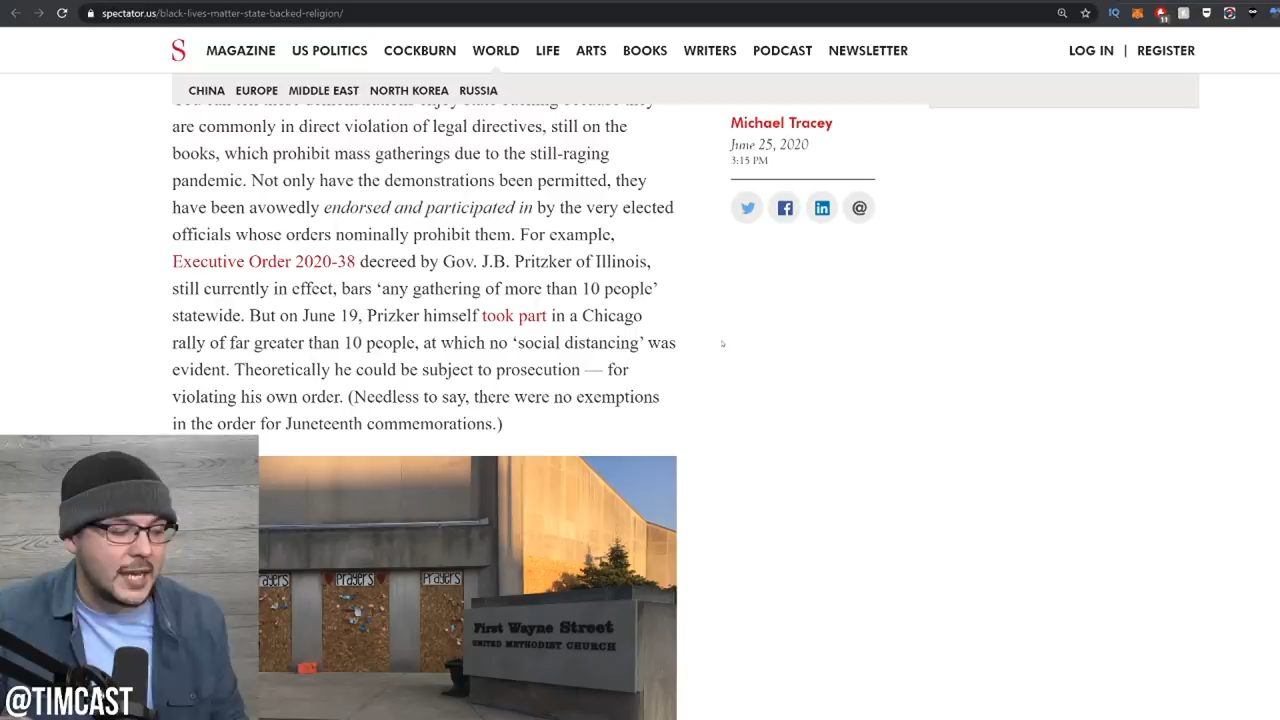 spectator.us/black-lives-matter-state-backed-religion/
11
S MAGAZINE US POLITICS COCKBURN WORLD LIFE ARTS BOOKS WRITERS PODCAST NEWSLETTER LOG IN | REGISTER
CHINA EUROPE MIDDLE EAST NORTH KOREA RUSSIA
are commonly in direct violation of legal directives, still on the
books, which prohibit mass gatherings due to the still-raging
pandemic. Not only have the demonstrations been permitted, they
have been avowedly endorsed and participated in by the very elected
officials whose orders nominally prohibit them. For example,
Executive Order 2020-38 decreed by Gov. J.B. Pritzker of Illinois,
still currently in effect, bars ‘any gathering of more than 10 people’
statewide. But on June 19, Prizker himself took part in a Chicago
rally of far greater than 10 people, at which no ‘social distancing’ was
evident. Theoretically he could be subject to prosecution — for
violating his own order. (Needless to say, there were no exemptions
in the order for Juneteenth commemorations.)
Michael Tracey
June 25, 2020
3:15 PM
Prayers Prayers
First Wayne Street
UNITED METHODIST CHURCH
@TIMCAST